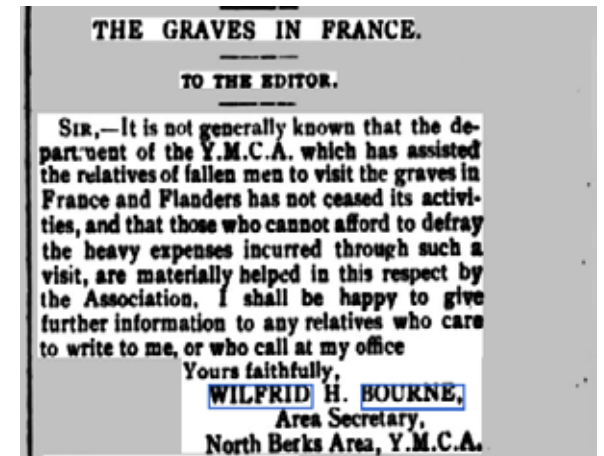 THE GRAVES IN FRANCE.
TO THE EDITOR.
SIR,—It is not generally known that the de-
partment of the Y.M.C.A. which has assisted
the relatives of fallen men to visit the graves in
France and Flanders has not ceased its activi-
ties, and that those who cannot afford to defray
the heavy expenses incurred through such a
visit, are materially helped in this respect by
the Association. I shall be happy to give
further information to any relatives who care
to write to me, or who call at my office
Yours faithfully,
WILFRID H. BOURNE,
Area Secretary,
North Berks Area, Y.M.C.A.